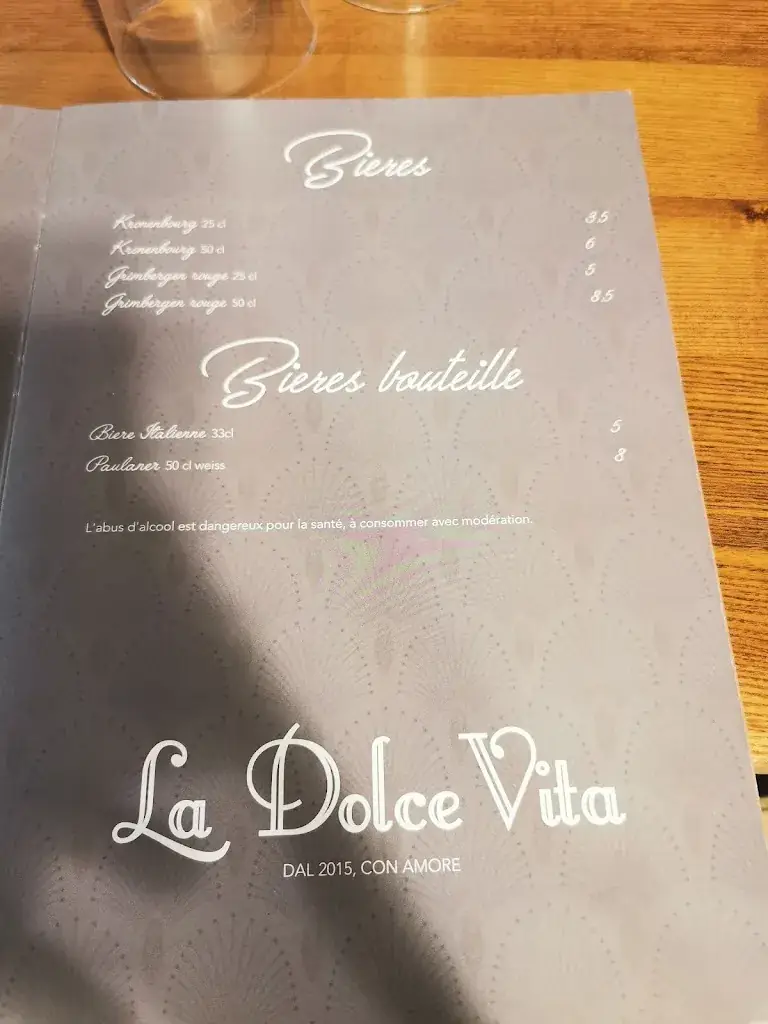 Bieres
Kronenbourg 25 cl 3.5
Kronenbourg 50 cl 6
Grimbergen rouge 25 cl 5
Grimbergen rouge 50 cl 8.5
Bieres bouteille
Biere Italienne 33cl 5
Paulaner 50 cl weiss 8
L'abus d'alcool est dangereux pour la santé, à consommer avec modération.
La Dolce Vita
DAL 2015, CON AMORE